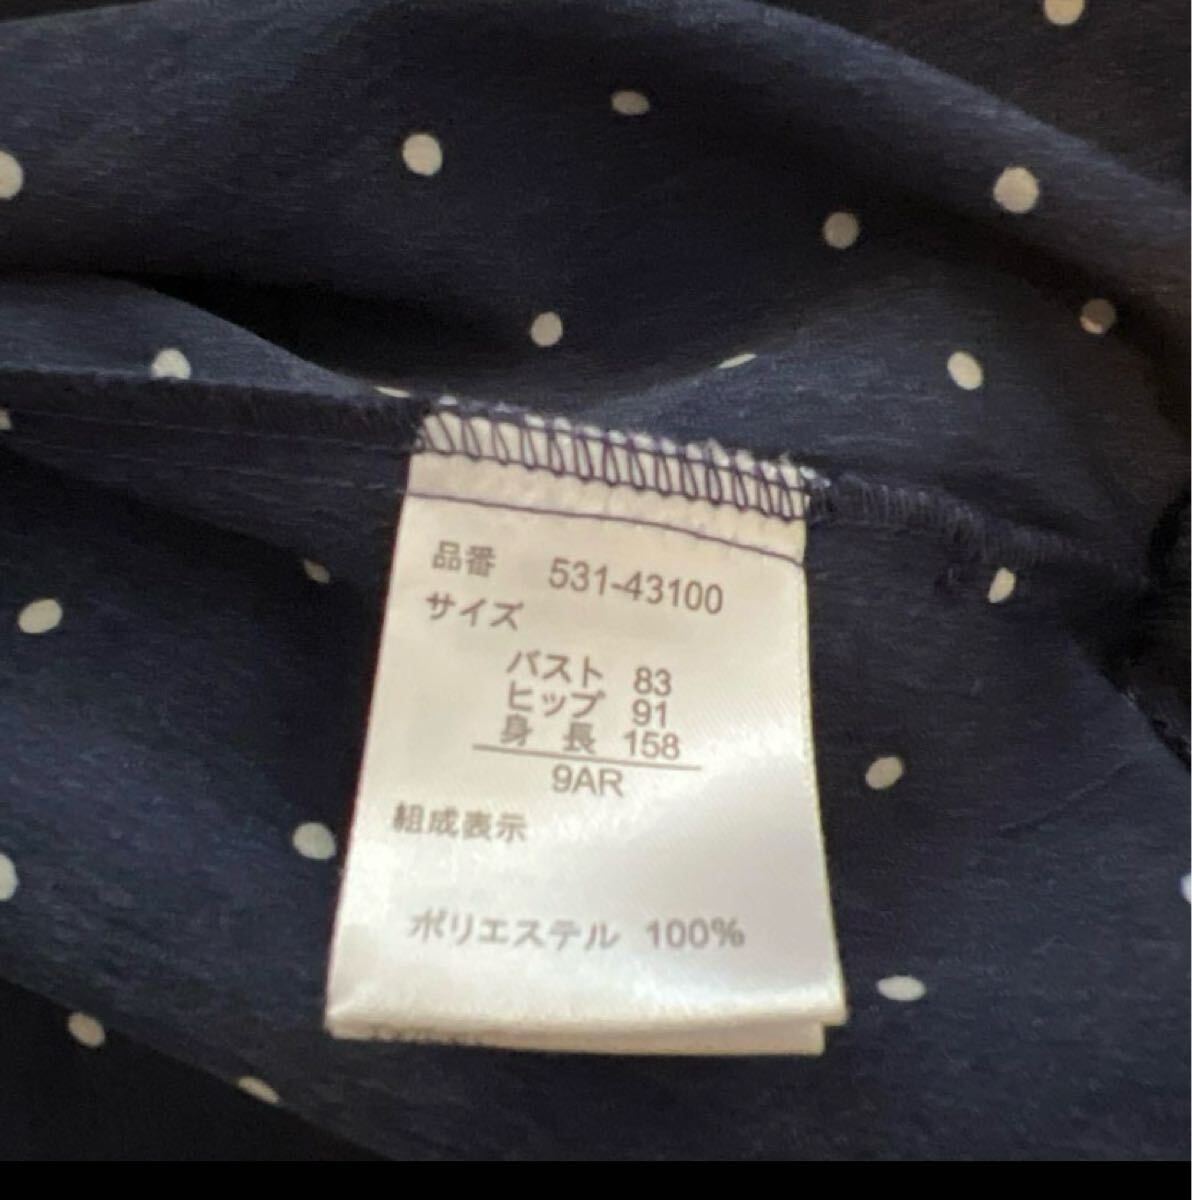 品番 531-43100
サイズ
バスト 83
ヒップ 91
身長 158
9AR
組成表示
ポリエステル 100%